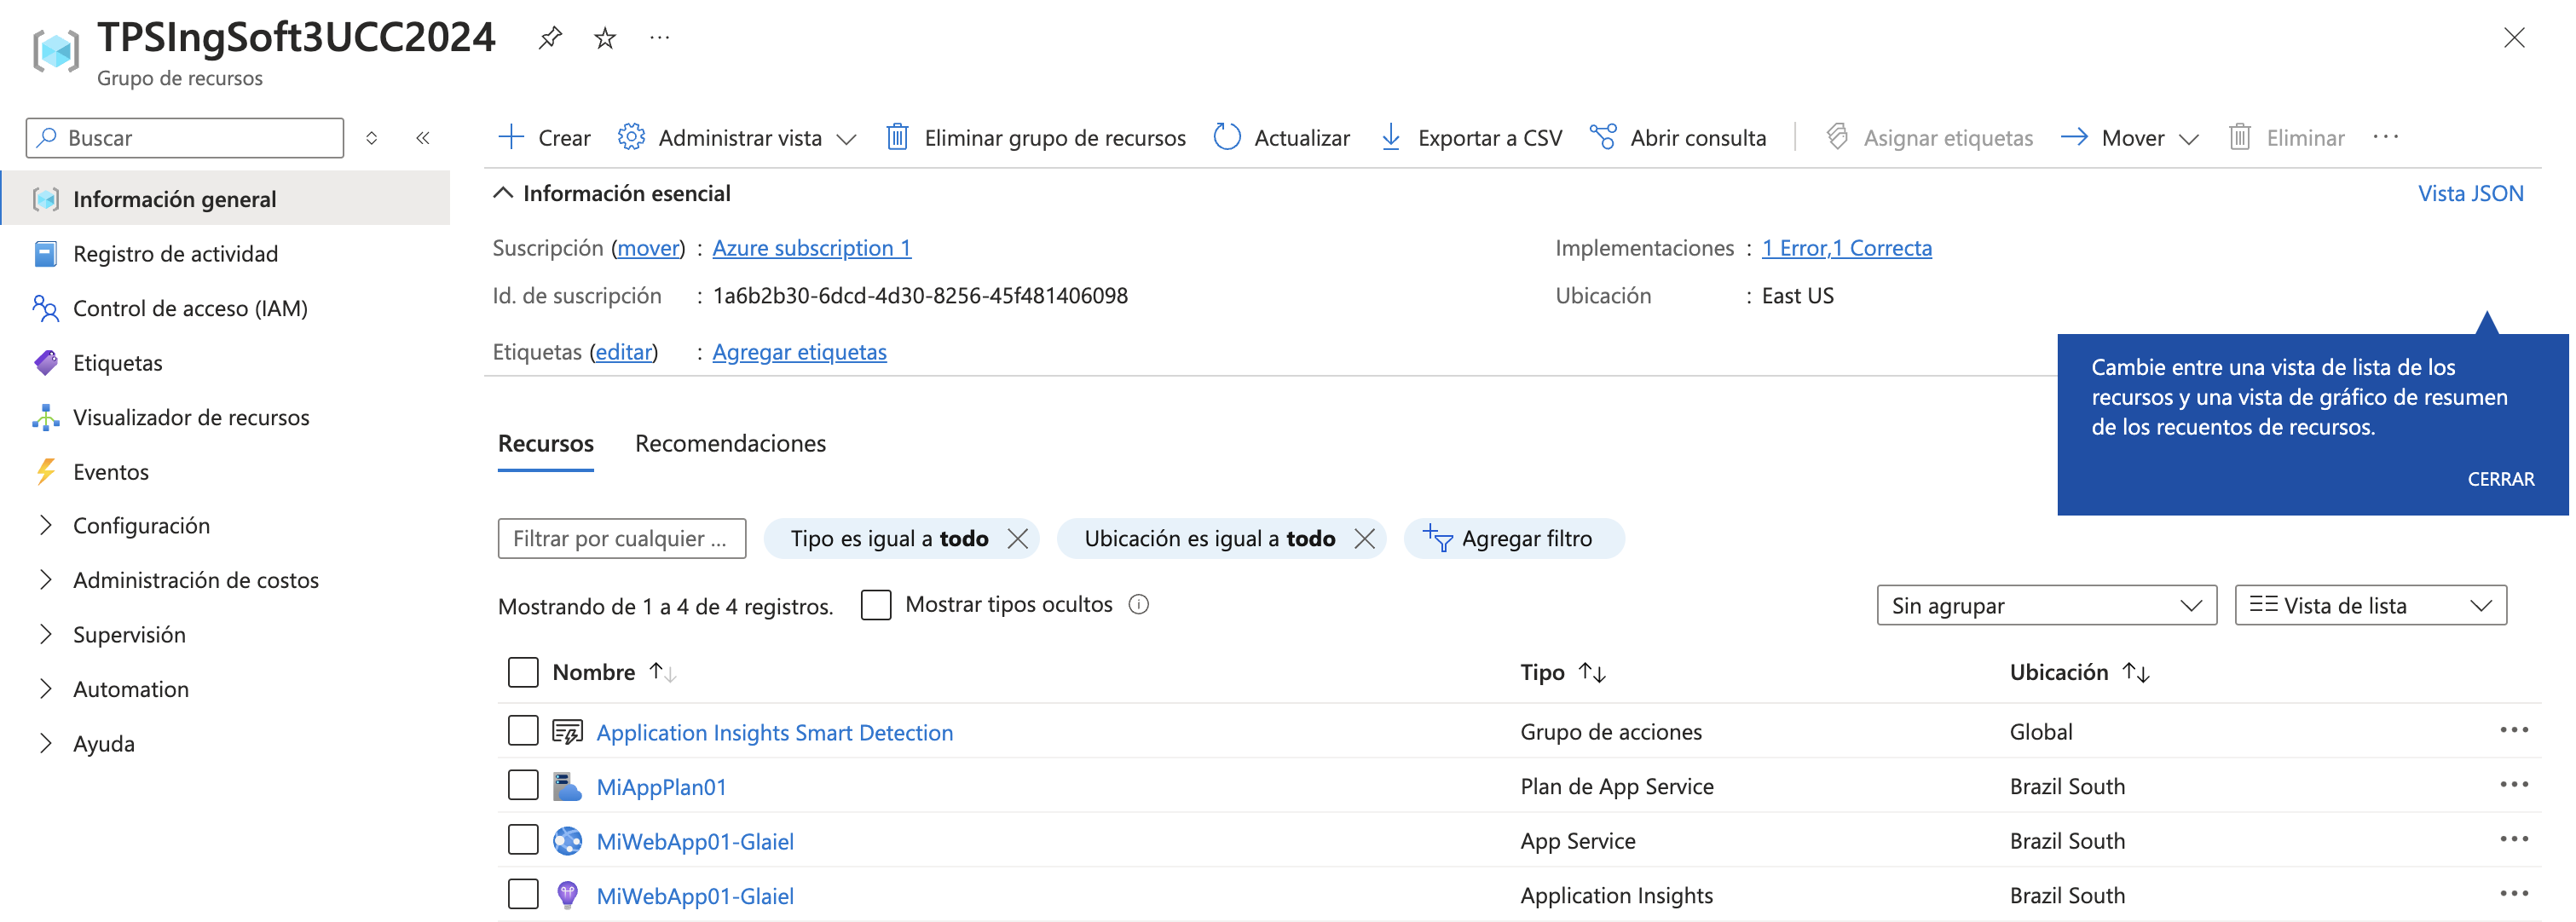 TPSIngSoft3UCC2024
Grupo de recursos
Buscar
Crear Administrar vista Eliminar grupo de recursos Actualizar Exportar a CSV Abrir consulta Asignar etiquetas Mover Eliminar
Información general
Registro de actividad
Control de acceso (IAM)
Etiquetas
Visualizador de recursos
Eventos
Configuración
Administración de costos
Supervisión
Automation
Ayuda
Información esencial Vista JSON
Suscripción (mover) : Azure subscription 1 Implementaciones : 1 Error,1 Correcta
Id. de suscripción : 1a6b2b30-6dcd-4d30-8256-45f481406098 Ubicación : East US
Etiquetas (editar) : Agregar etiquetas
Cambie entre una vista de lista de los
recursos y una vista de gráfico de resumen
de los recuentos de recursos.
CERRAR
Recursos Recomendaciones
Filtrar por cualquier ... Tipo es igual a todo Ubicación es igual a todo Agregar filtro
Mostrando de 1 a 4 de 4 registros. Mostrar tipos ocultos Sin agrupar Vista de lista
Nombre Tipo Ubicación
Application Insights Smart Detection Grupo de acciones Global
MiAppPlan01 Plan de App Service Brazil South
MiWebApp01-Glaiel App Service Brazil South
MiWebApp01-Glaiel Application Insights Brazil South